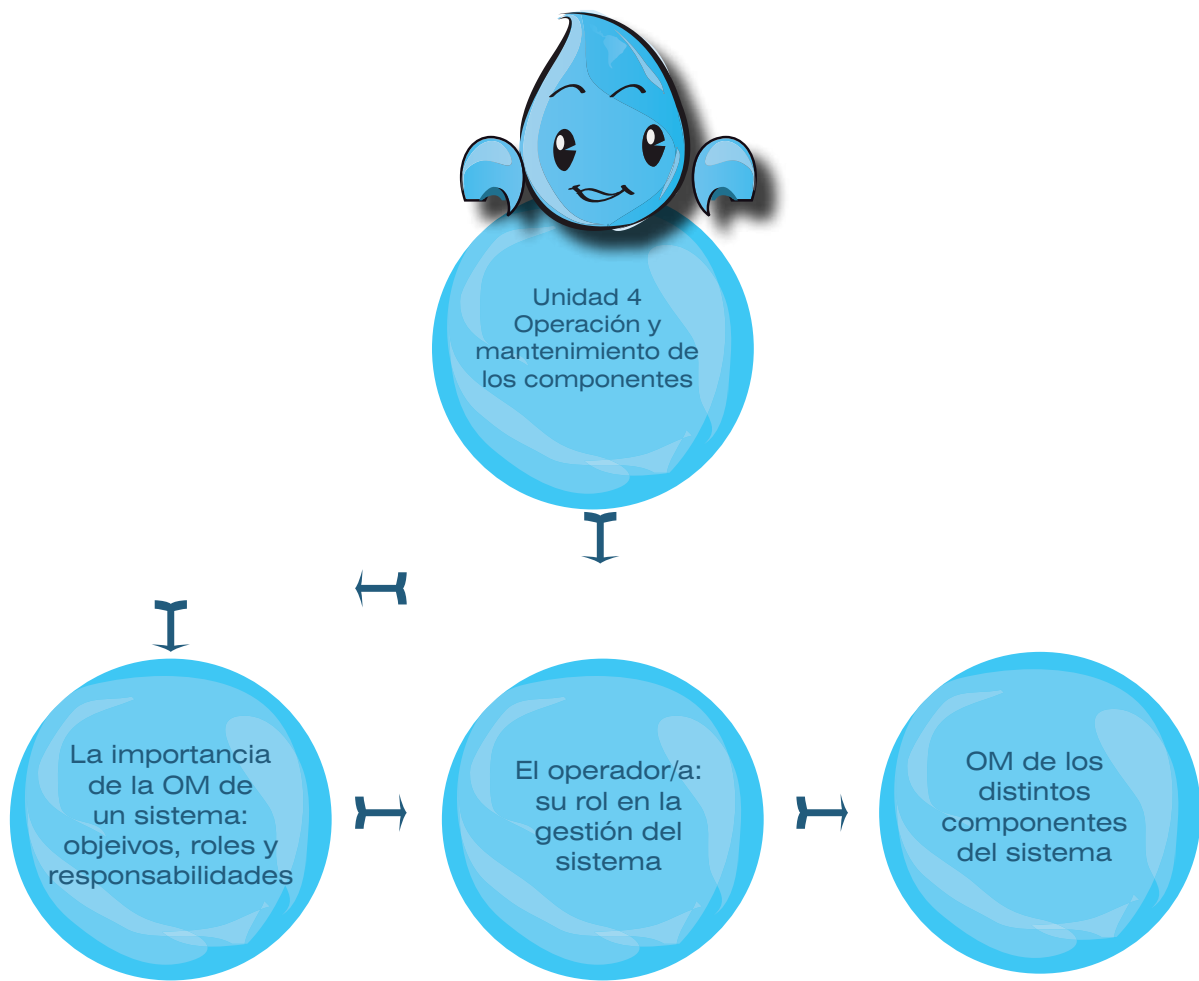 Unidad 4
Operación y
mantenimiento de
los componentes
La importancia
de la OM de
un sistema:
objeivos, roles y
responsabilidades
El operador/a:
su rol en la
gestión del
sistema
OM de los
distintos
componentes
del sistema